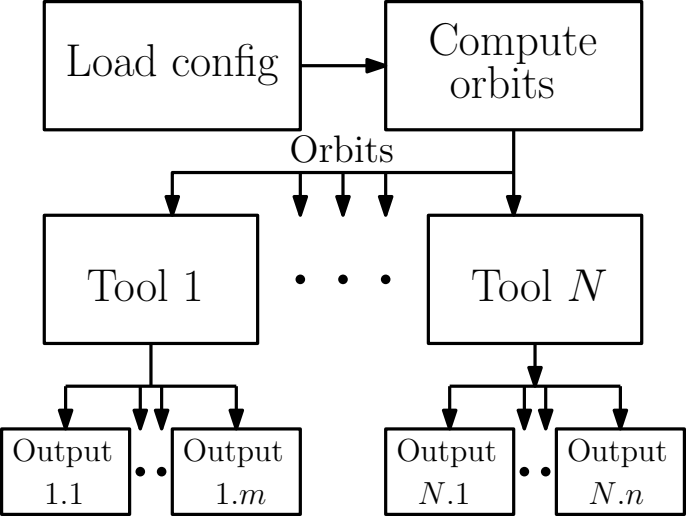 Load config
Compute
orbits
Orbits
Tool 1
. . .
Tool N
Output
1.1
. .
Output
1.m
Output
N.1
. .
Output
N.n